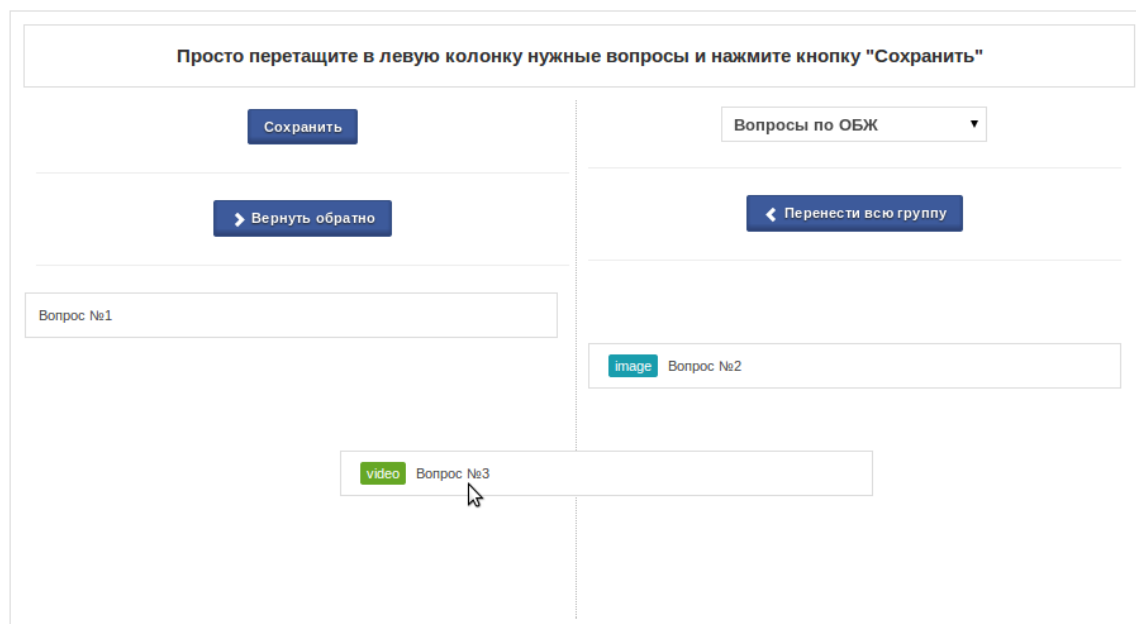 Просто перетащите в левую колонку нужные вопросы и нажмите кнопку "Сохранить"
Сохранить
Вопросы по ОБЖ
Вернуть обратно
Перенести всю группу
Вопрос №1
image Вопрос №2
video Вопрос №3